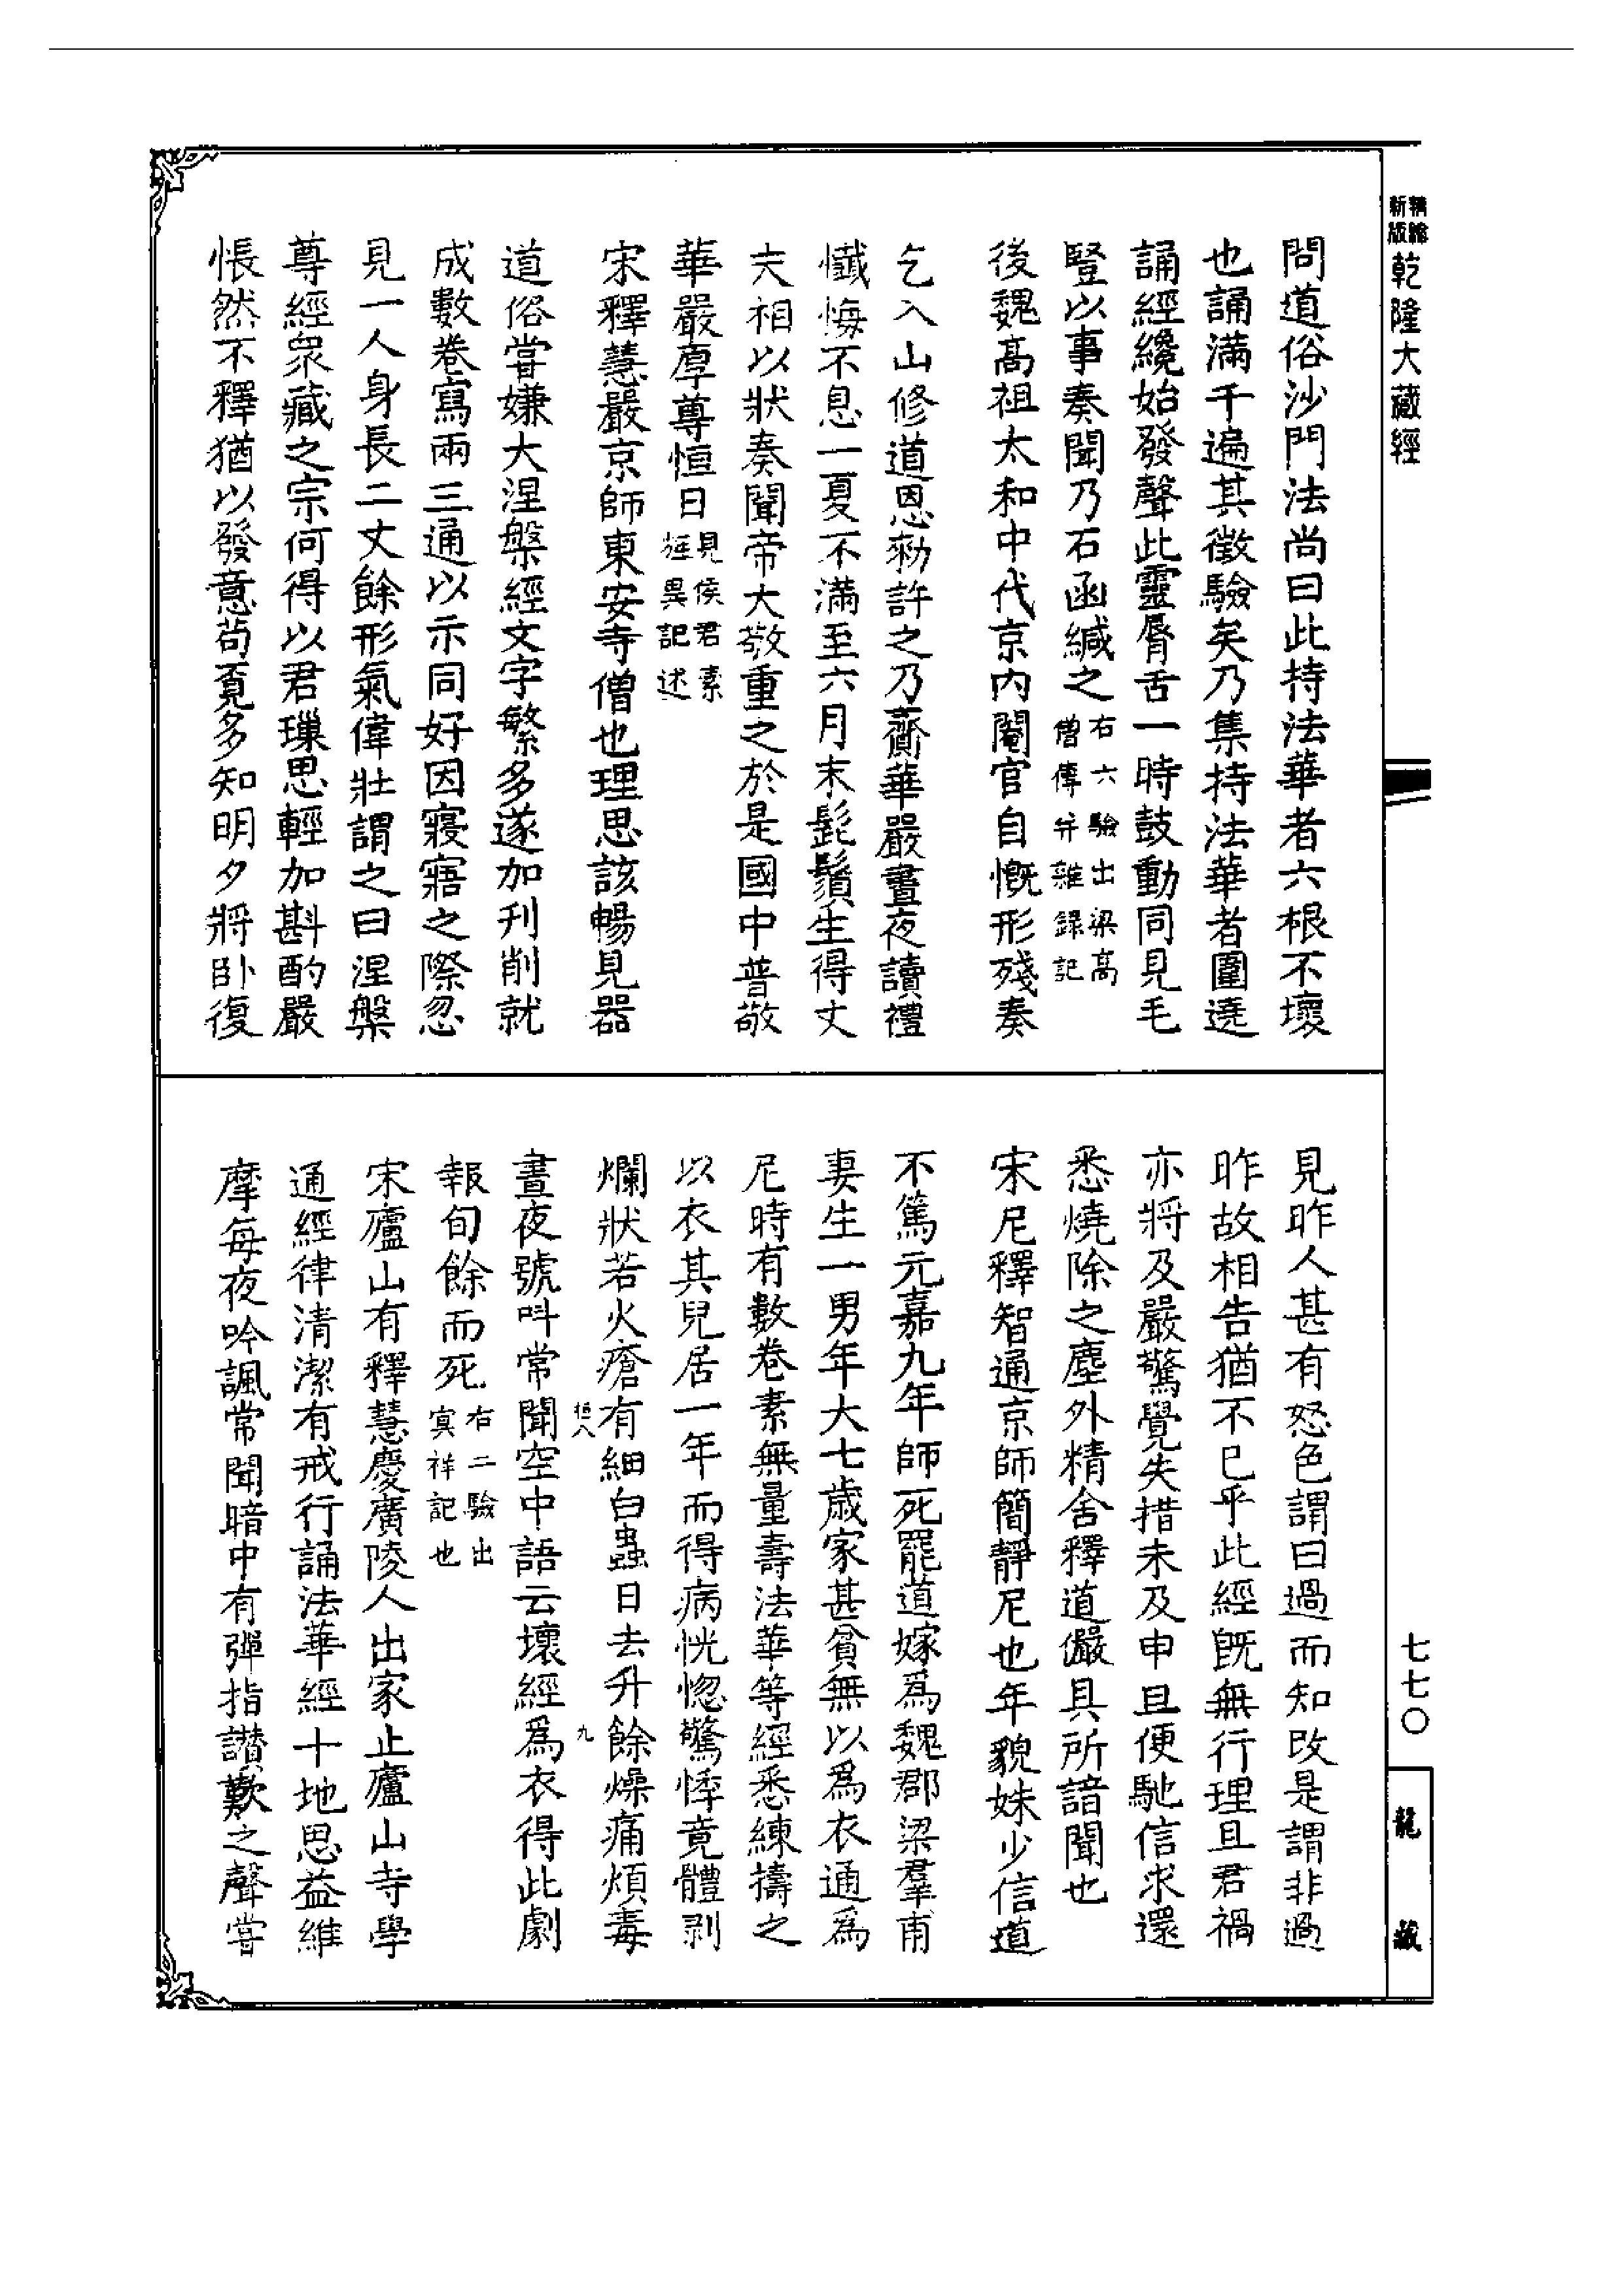 精縮
新版
乾隆大藏經
問道俗沙門法尚曰此持法華者六根不壞
也誦滿千遍其徵驗矣乃集持法華者圍遶
誦經纔始發聲此靈脣舌一時鼓動同見毛
豎以事奏聞乃石函緘之右六驗出梁高僧傳并雜錄記
後魏高祖太和中代京內閹官自慨形殘奏
乞入山修道恩勑許之乃齎華嚴晝夜讀禮
懺悔不息一夏不滿至六月末髭鬚生得丈
夫相以狀奏聞帝大敬重之於是國中普敬
華嚴厚尊恒日見侯君素旌異記述
宋釋慧嚴京師東安寺僧也理思該暢見器
道俗甞嫌大涅槃經文字繁多遂加刋削就
成數卷寫兩三通以示同好因寢寤之際忽
見一人身長二丈餘形氣偉壯謂之曰涅槃
尊經眾藏之宗何得以君璅思輕加斟酌嚴
悵然不釋猶以發意苟覔多知明夕將卧復
見昨人甚有怒色謂曰過而知改是謂非過
昨故相告猶不已乎此經既無行理且君禍
亦將及嚴驚覺失措未及申旦便馳信求還
悉燒除之塵外精舍釋道儼具所諳聞也
宋尼釋智通京師簡靜尼也年貌姝少信道
不篤元嘉九年師死罷道嫁為魏郡梁羣甫
妻生一男年大七歲家甚貧無以為衣通為
尼時有數卷素無量壽法華等經悉練擣之
以衣其兒居一年而得病恍惚驚悸竟體剥
爛狀若火瘡有細白蟲日去升餘燥痛煩毒
晝夜號呌常聞空中語云壞經為衣得此劇
報旬餘而死右二驗出冥祥記也
宋廬山有釋慧慶廣陵人出家止廬山寺學
通經律清潔有戒行誦法華經十地思益維
摩每夜吟諷常聞暗中有彈指讚歎之聲甞
七七〇
龍藏